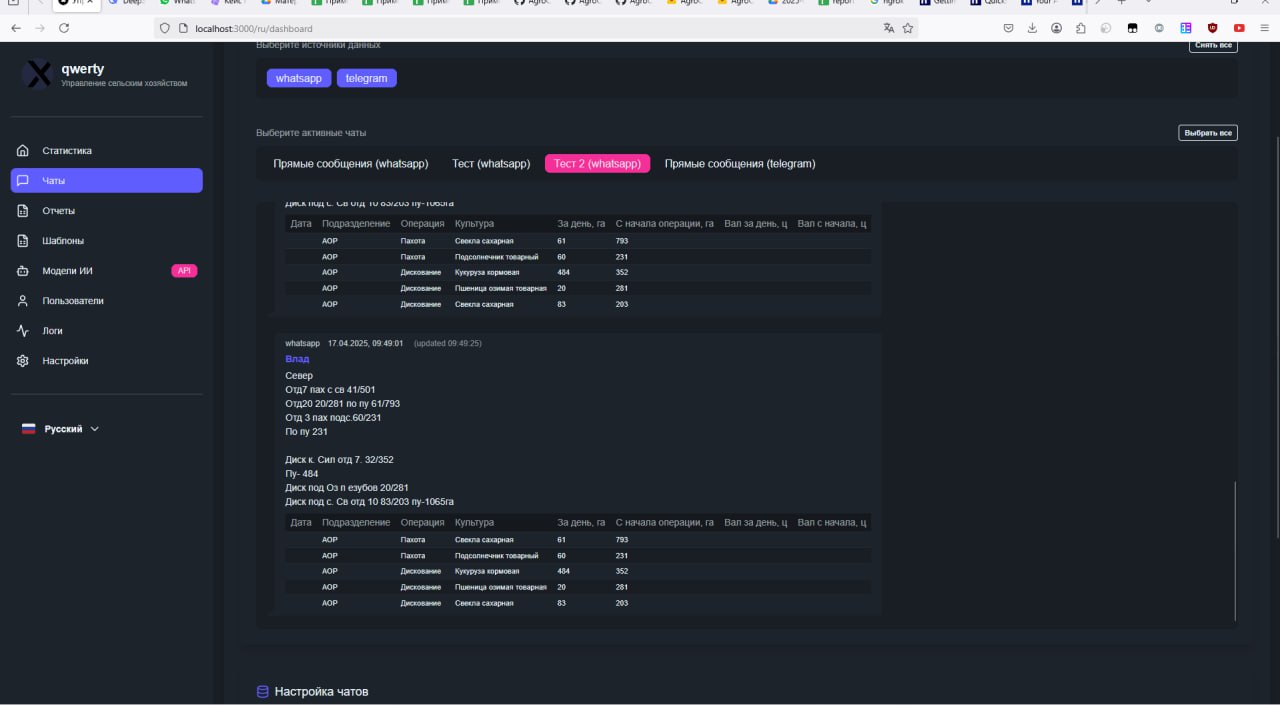 localhost:3000/ru/dashboard
qwerty
Управление сельским хозяйством
Статистика
Чаты
Отчеты
Шаблоны
Модели ИИ API
Пользователи
Логи
Настройки
Русский
Выберите источники данных Снять все
whatsapp telegram
Выберите активные чаты Выбрать все
Прямые сообщения (whatsapp) Тест (whatsapp) Тест 2 (whatsapp) Прямые сообщения (telegram)
Диск под с. Св отд 10 83/203 пу-1065га
Дата Подразделение Операция Культура За день, га С начала операции, га Вал за день, ц Вал с начала, ц
АОР Пахота Свекла сахарная 61 793
АОР Пахота Подсолнечник товарный 60 231
АОР Дискование Кукуруза кормовая 484 352
АОР Дискование Пшеница озимая товарная 20 281
АОР Дискование Свекла сахарная 83 203
whatsapp 17.04.2025, 09:49:01 (updated 09:49:25)
Влад
Север
Отд7 пах с св 41/501
Отд20 20/281 по пу 61/793
Отд 3 пах подс.60/231
По пу 231
Диск к. Сил отд 7. 32/352
Пу- 484
Диск под Оз п езубов 20/281
Диск под с. Св отд 10 83/203 пу-1065га
Дата Подразделение Операция Культура За день, га С начала операции, га Вал за день, ц Вал с начала, ц
АОР Пахота Свекла сахарная 61 793
АОР Пахота Подсолнечник товарный 60 231
АОР Дискование Кукуруза кормовая 484 352
АОР Дискование Пшеница озимая товарная 20 281
АОР Дискование Свекла сахарная 83 203
Настройка чатов